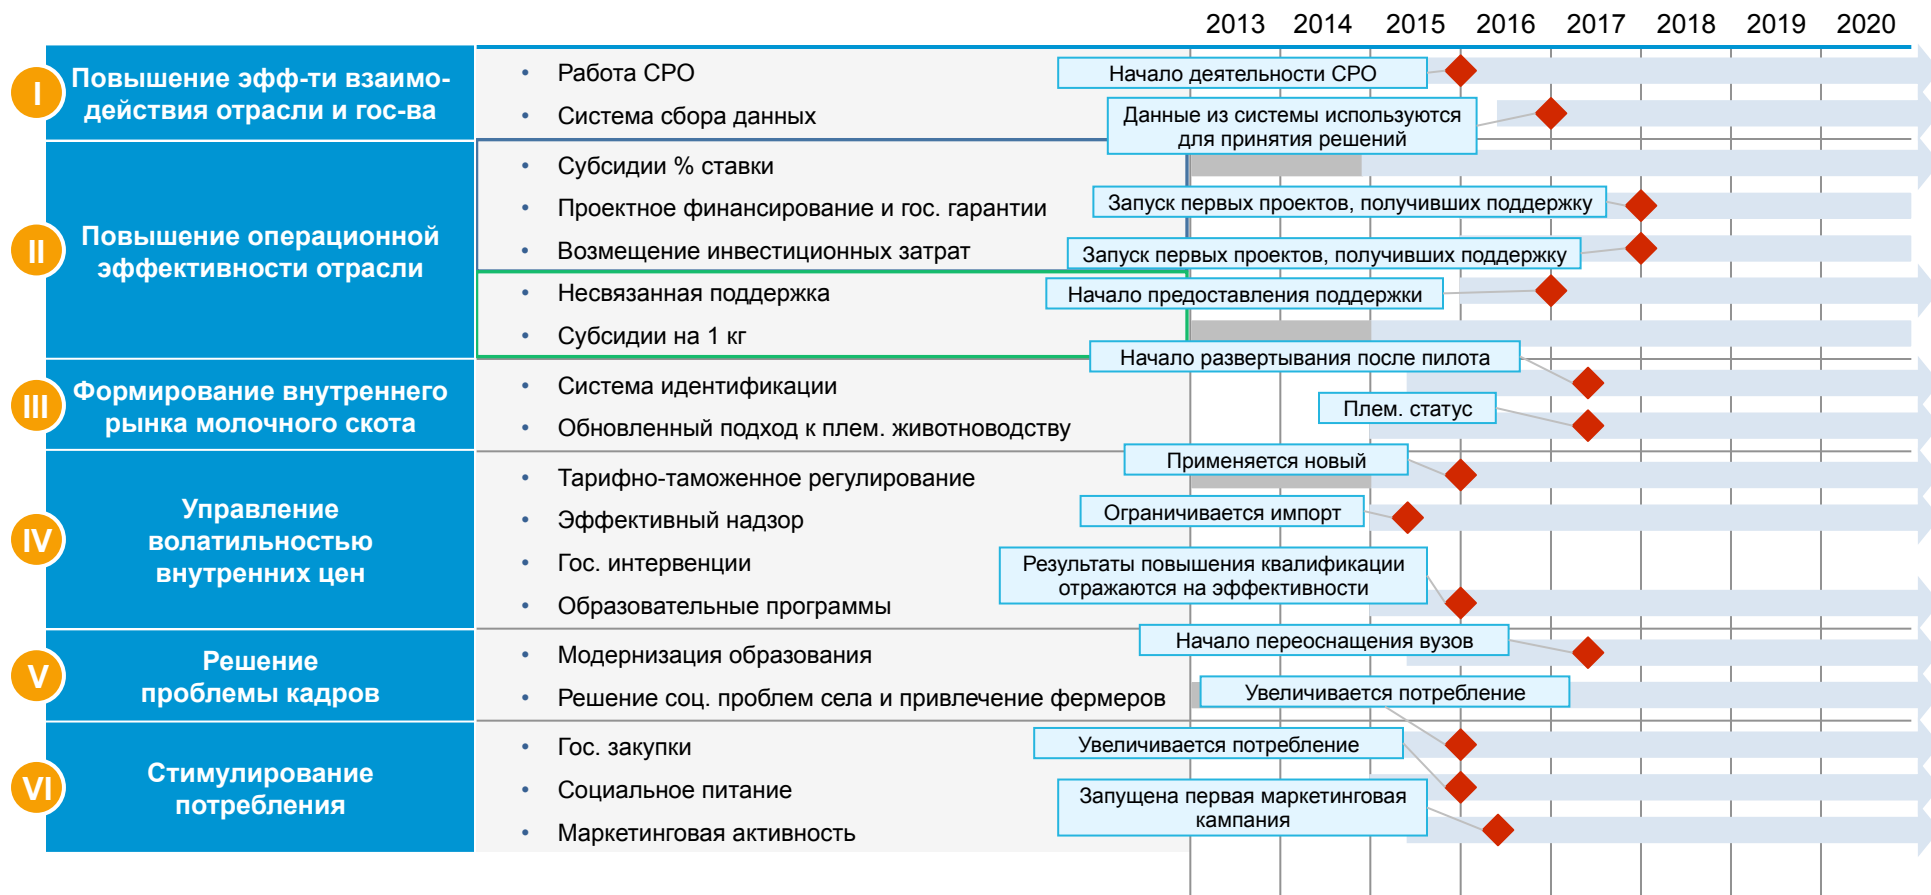 2013 2014 2015 2016 2017 2018 2019 2020
I
Повышение эфф-ти взаимо-
действия отрасли и гос-ва
• Работа СРО
Начало деятельности СРО
• Система сбора данных
Данные из системы используются
для принятия решений
II
Повышение операционной
эффективности отрасли
• Субсидии % ставки
• Проектное финансирование и гос. гарантии
Запуск первых проектов, получивших поддержку
• Возмещение инвестиционных затрат
Запуск первых проектов, получивших поддержку
• Несвязанная поддержка
Начало предоставления поддержки
• Субсидии на 1 кг
III
Формирование внутреннего
рынка молочного скота
Начало развертывания после пилота
• Система идентификации
Плем. статус
• Обновленный подход к плем. животноводству
IV
Управление
волатильностью
внутренних цен
Применяется новый
• Тарифно-таможенное регулирование
Ограничивается импорт
• Эффективный надзор
• Гос. интервенции
Результаты повышения квалификации
отражаются на эффективности
• Образовательные программы
V
Решение
проблемы кадров
Начало переоснащения вузов
• Модернизация образования
• Решение соц. проблем села и привлечение фермеров
Увеличивается потребление
VI
Стимулирование
потребления
• Гос. закупки
Увеличивается потребление
• Социальное питание
Запущена первая маркетинговая
кампания
• Маркетинговая активность